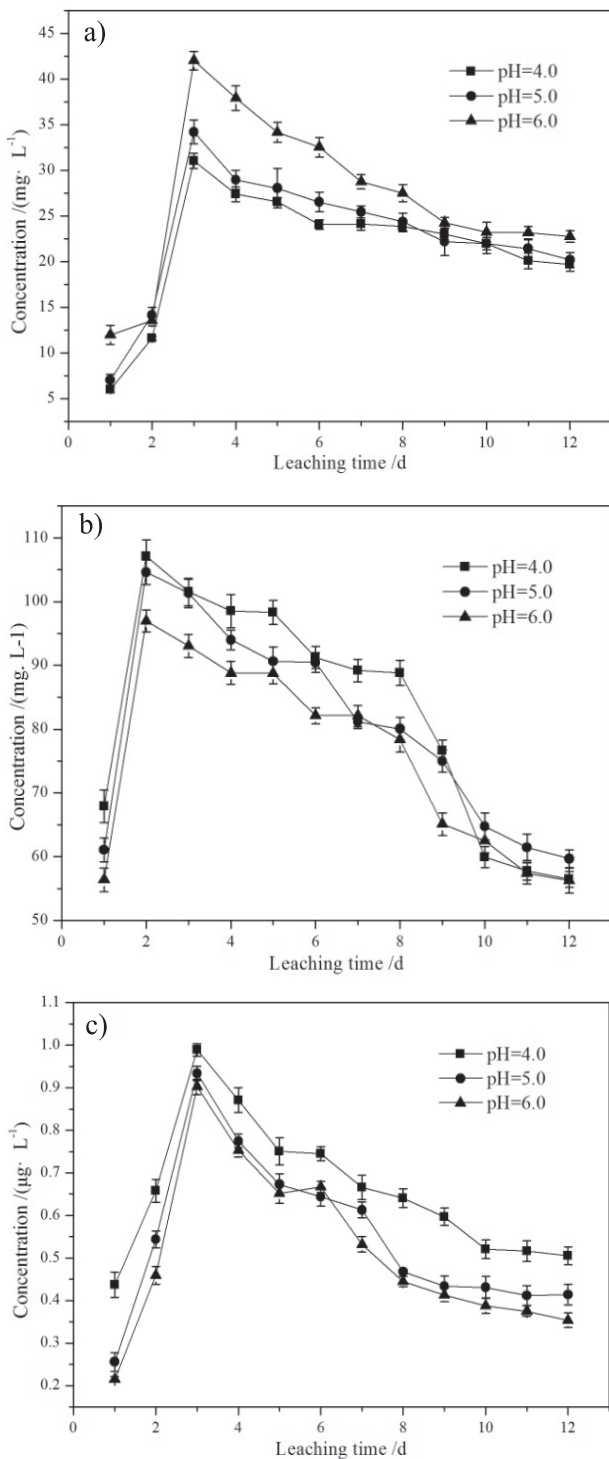 a)
pH=4.0
pH=5.0
pH=6.0
45
40
35
30
25
20
15
10
5
Concentration /(mg· L⁻¹)
0 2 4 6 8 10 12
Leaching time /d
b)
pH=4.0
pH=5.0
pH=6.0
110
100
90
80
70
60
50
Concentration /(mg. L-1)
0 2 4 6 8 10 12
Leaching time /d
c)
pH=4.0
pH=5.0
pH=6.0
1.1
1.0
0.9
0.8
0.7
0.6
0.5
0.4
0.3
0.2
Concentration /(μg· L⁻¹)
0 2 4 6 8 10 12
Leaching time /d